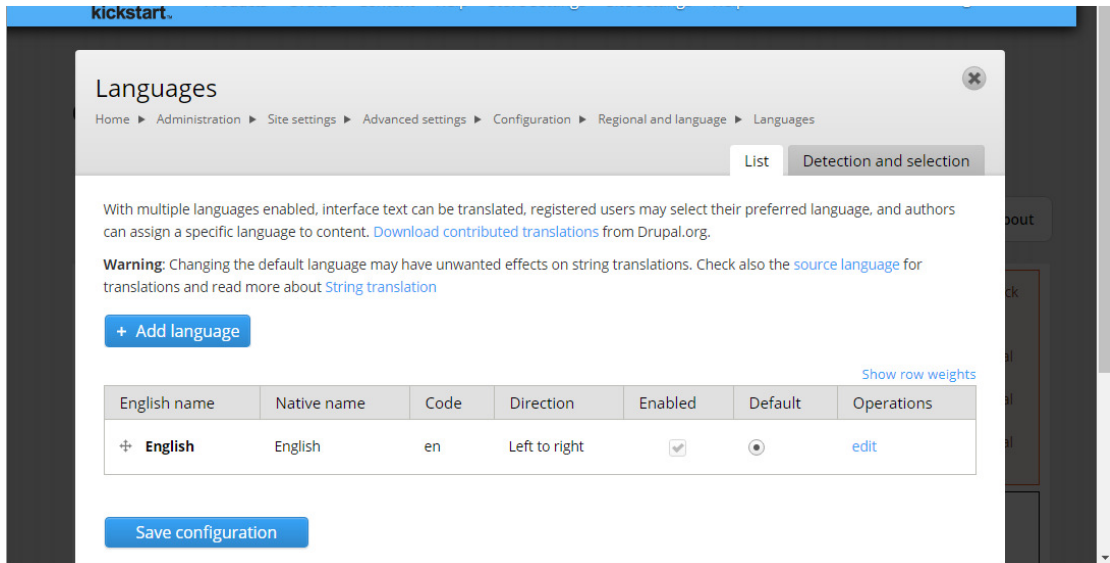 kickstart.
Languages
Home ▶ Administration ▶ Site settings ▶ Advanced settings ▶ Configuration ▶ Regional and language ▶ Languages
List
Detection and selection
With multiple languages enabled, interface text can be translated, registered users may select their preferred language, and authors
can assign a specific language to content. Download contributed translations from Drupal.org.
Warning: Changing the default language may have unwanted effects on string translations. Check also the source language for
translations and read more about String translation
+ Add language
Show row weights
English name Native name Code Direction Enabled Default Operations
English English en Left to right edit
Save configuration